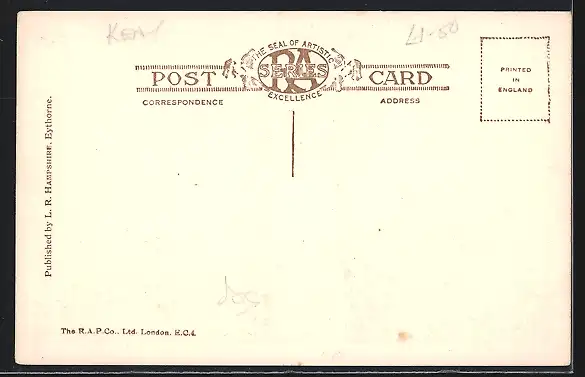 KENT
4.50
THE SEAL OF ARTISTIC
POST RA SERIES CARD
EXCELLENCE
CORRESPONDENCE
ADDRESS
PRINTED
IN
ENGLAND
Published by L. R. HAMPSHIRE, Eythorne.
The R.A.P. Co., Ltd. London, E.C.4.